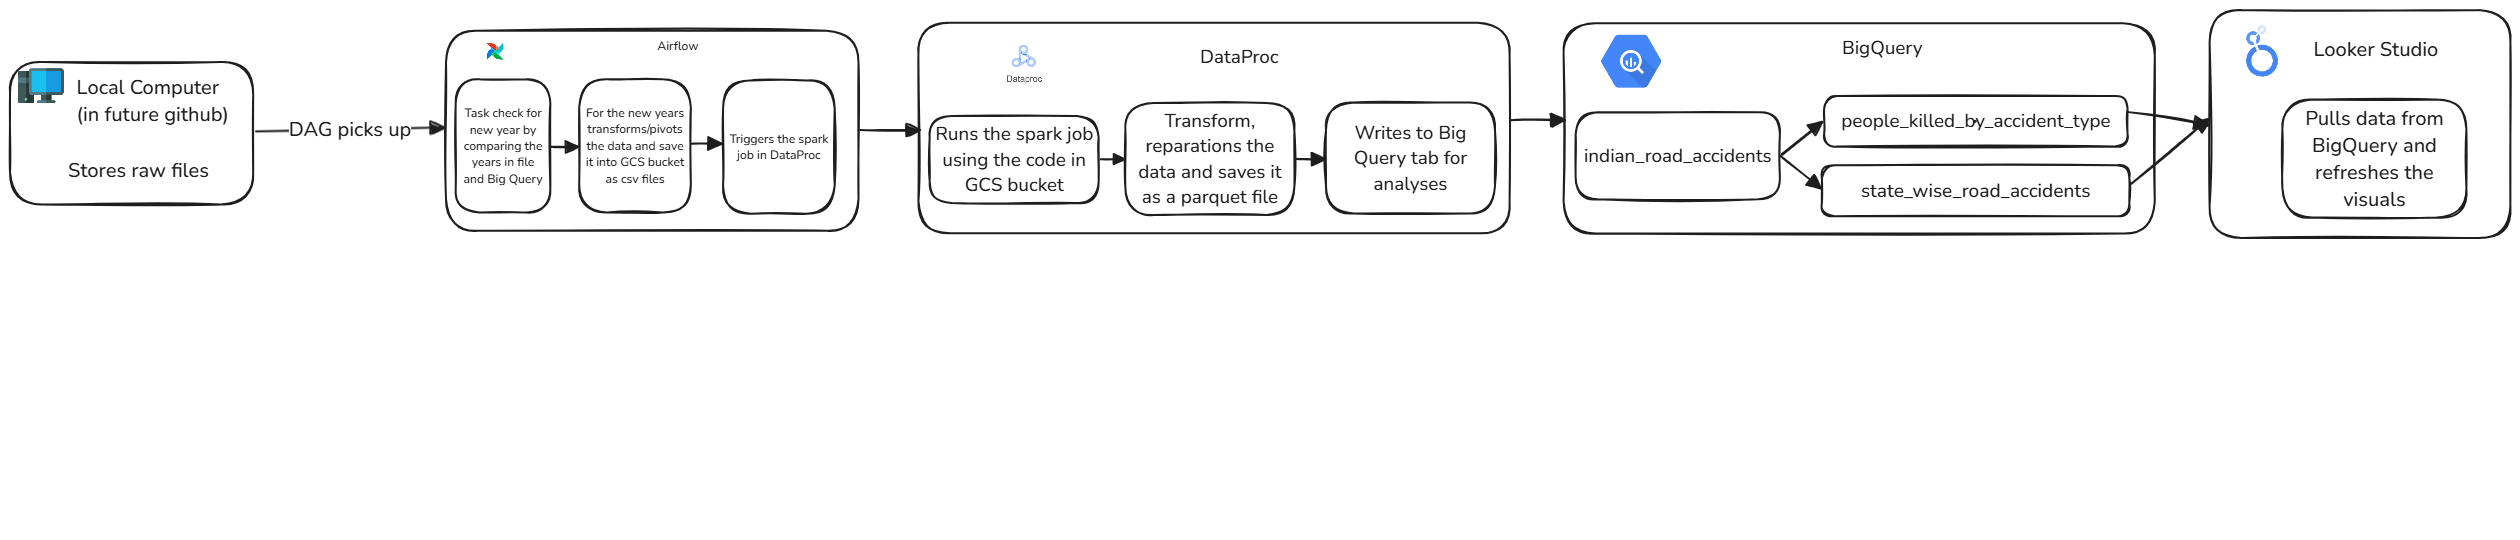 Local Computer
(in future github)
Stores raw files
DAG picks up
Airflow
Task check for
new year by
comparing the
years in file
and Big Query
For the new years
transforms/pivots
the data and save
it into GCS bucket
as csv files
Triggers the spark
job in DataProc
Dataproc
DataProc
Runs the spark job
using the code in
GCS bucket
Transform,
reparations the
data and saves it
as a parquet file
Writes to Big
Query tab for
analyses
BigQuery
indian_road_accidents
people_killed_by_accident_type
state_wise_road_accidents
Looker Studio
Pulls data from
BigQuery and
refreshes the
visuals